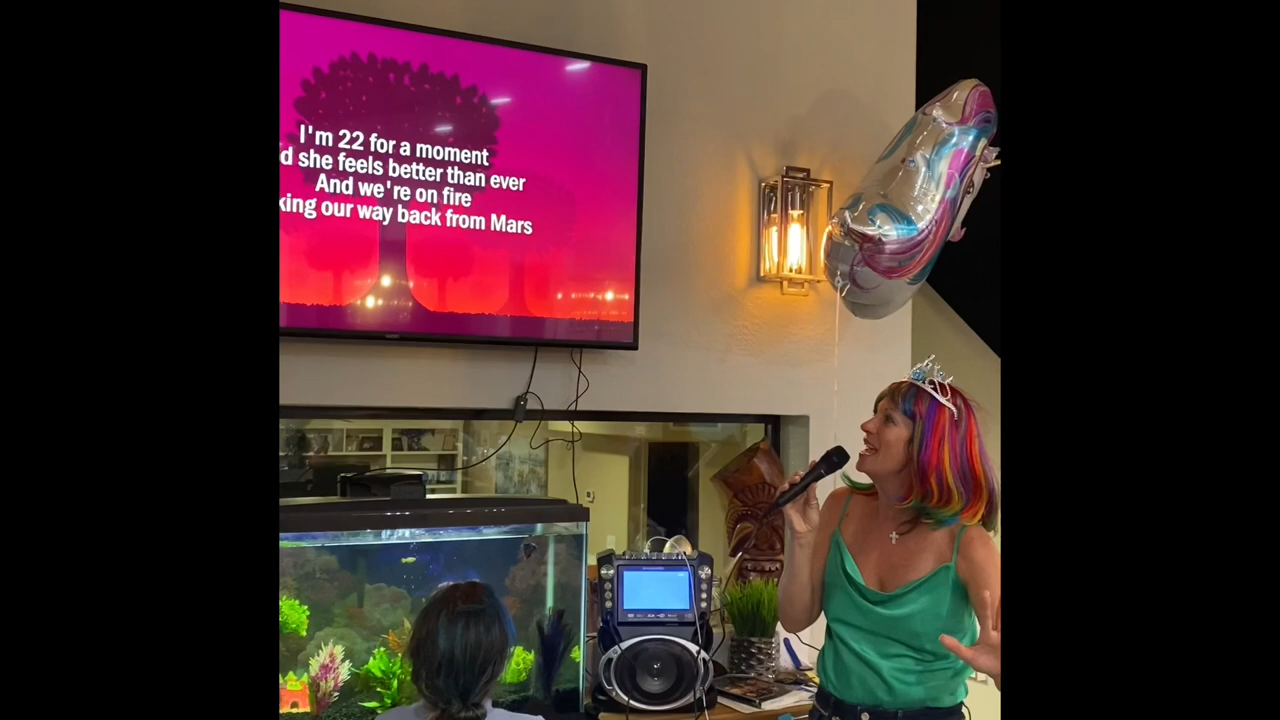 I'm 22 for a moment
d she feels better than ever
And we're on fire
king our way back from Mars